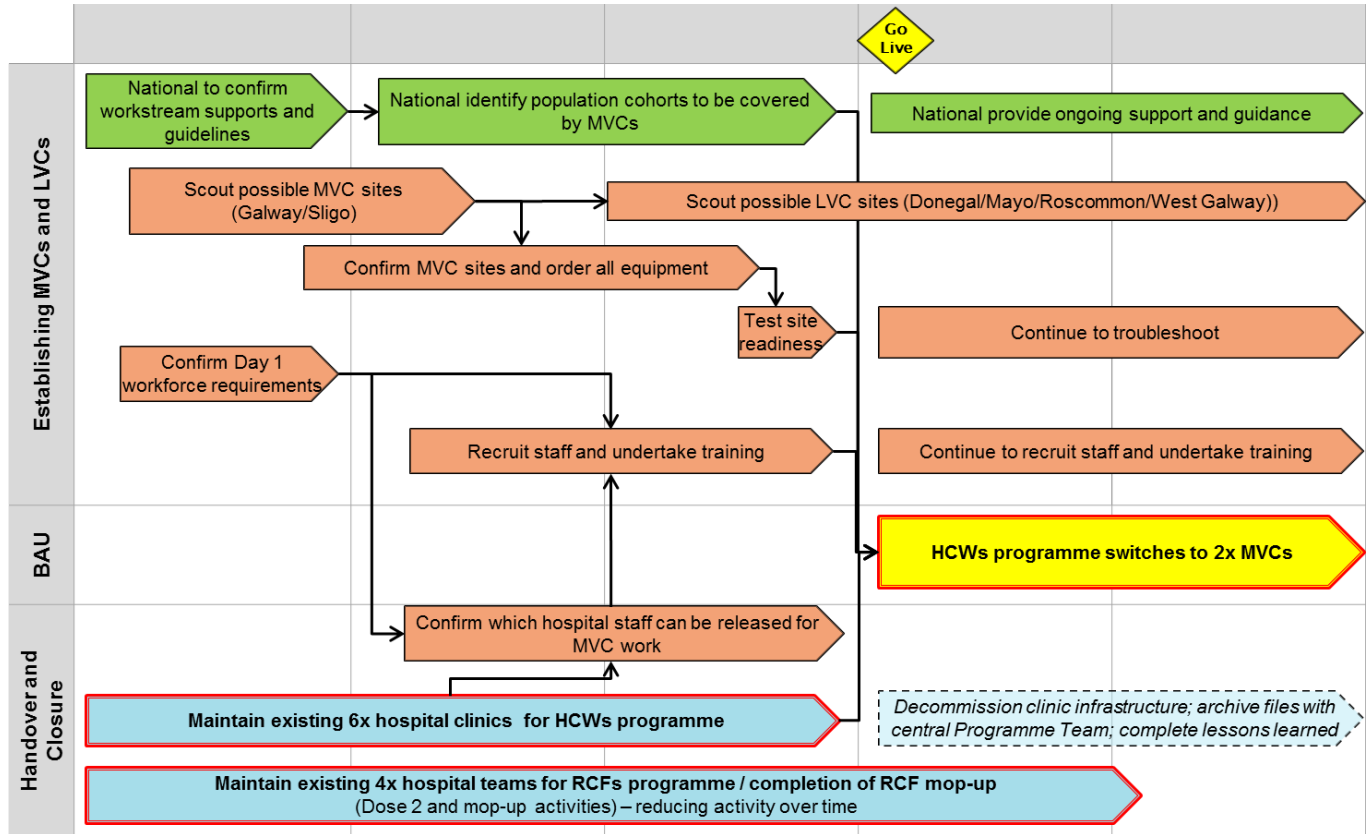 Go
Live
Establishing MVCs and LVCs
National to confirm
workstream supports and
guidelines
National identify population cohorts to be covered
by MVCs
National provide ongoing support and guidance
Scout possible MVC sites
(Galway/Sligo)
Scout possible LVC sites (Donegal/Mayo/Roscommon/West Galway))
Confirm MVC sites and order all equipment
Test site
readiness
Continue to troubleshoot
Confirm Day 1
workforce requirements
Recruit staff and undertake training
Continue to recruit staff and undertake training
BAU
HCWs programme switches to 2x MVCs
Handover and
Closure
Confirm which hospital staff can be released for
MVC work
Maintain existing 6x hospital clinics for HCWs programme
Decommission clinic infrastructure; archive files with
central Programme Team; complete lessons learned
Maintain existing 4x hospital teams for RCFs programme / completion of RCF mop-up
(Dose 2 and mop-up activities) – reducing activity over time